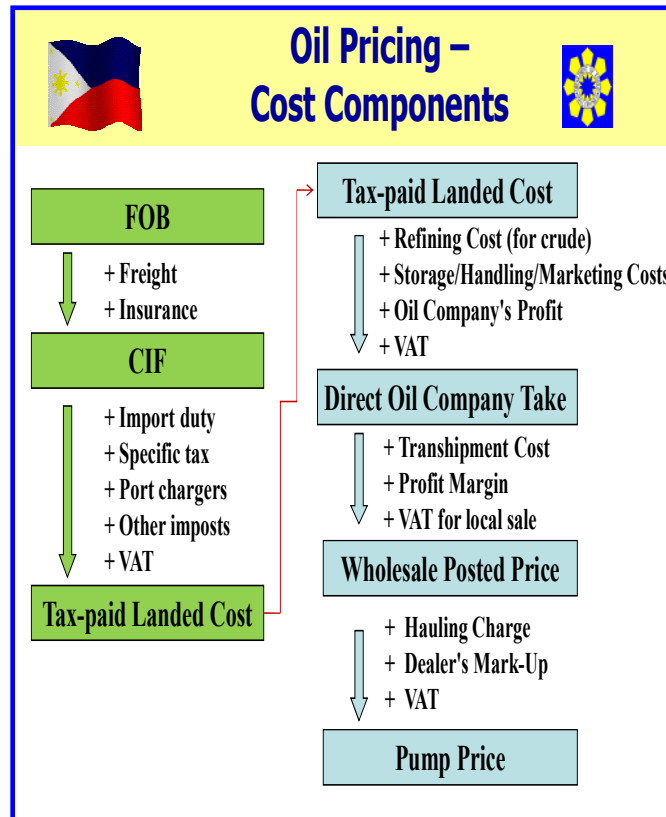 Oil Pricing –
Cost Components
FOB
+ Freight
+ Insurance
CIF
+ Import duty
+ Specific tax
+ Port chargers
+ Other imposts
+ VAT
Tax-paid Landed Cost
Tax-paid Landed Cost
+ Refining Cost (for crude)
+ Storage/Handling/Marketing Costs
+ Oil Company's Profit
+ VAT
Direct Oil Company Take
+ Transhipment Cost
+ Profit Margin
+ VAT for local sale
Wholesale Posted Price
+ Hauling Charge
+ Dealer's Mark-Up
+ VAT
Pump Price